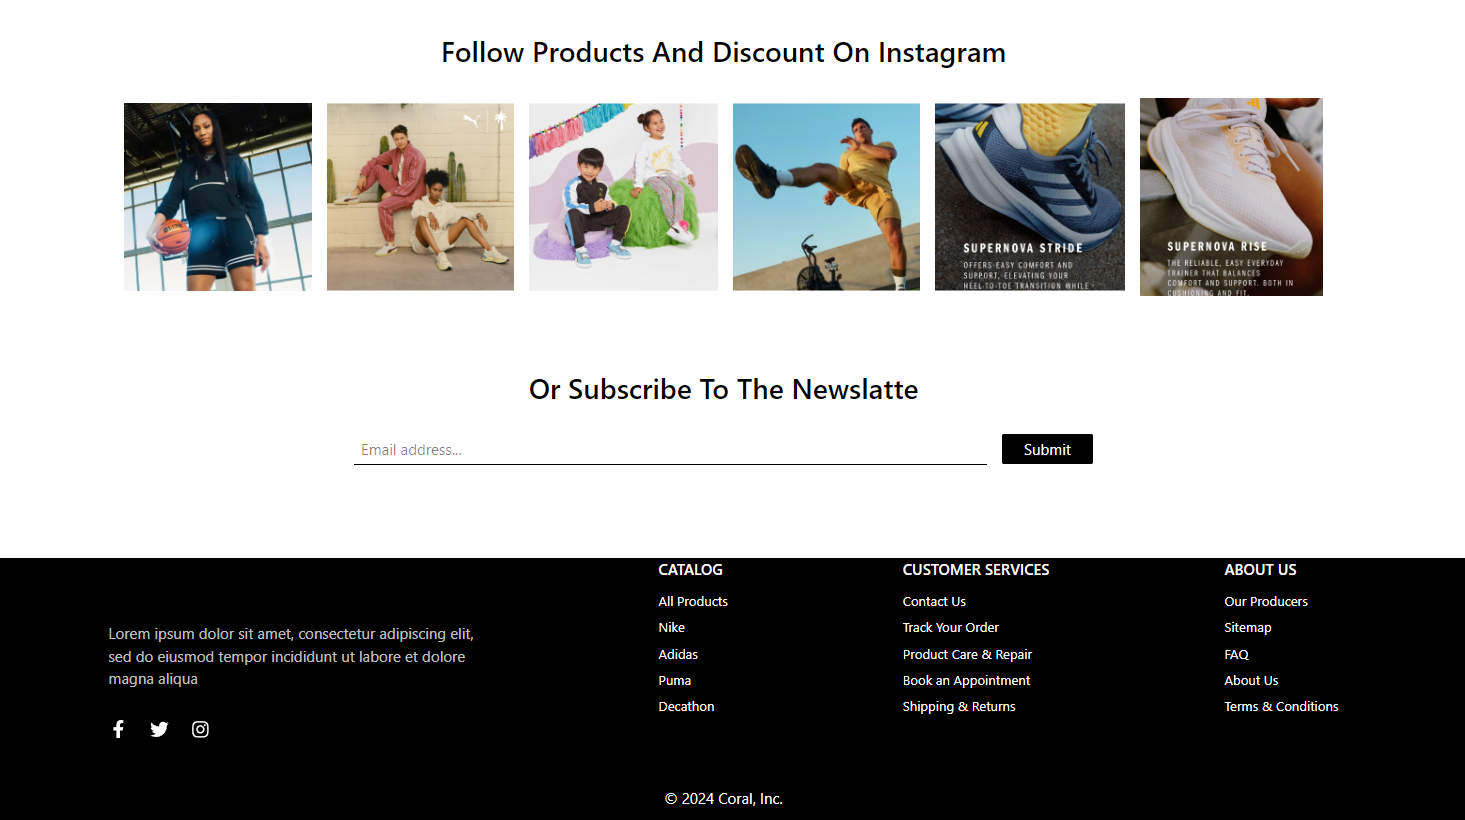 Follow Products And Discount On Instagram
SUPERNOVA STRIDE
OFFERS EASY COMFORT AND
SUPPORT, ELEVATING YOUR
HEEL-TO-TOE TRANSITION WHILE
SUPERNOVA RISE
THE RELIABLE, EASY EVERYDAY
TRAINER THAT BALANCES
COMFORT AND SUPPORT. BOTH IN
CUSHIONING AND FIT.
Or Subscribe To The Newslatte
Email address...
Submit
Lorem ipsum dolor sit amet, consectetur adipiscing elit,
sed do eiusmod tempor incididunt ut labore et dolore
magna aliqua
CATALOG
All Products
Nike
Adidas
Puma
Decathon
CUSTOMER SERVICES
Contact Us
Track Your Order
Product Care & Repair
Book an Appointment
Shipping & Returns
ABOUT US
Our Producers
Sitemap
FAQ
About Us
Terms & Conditions
© 2024 Coral, Inc.